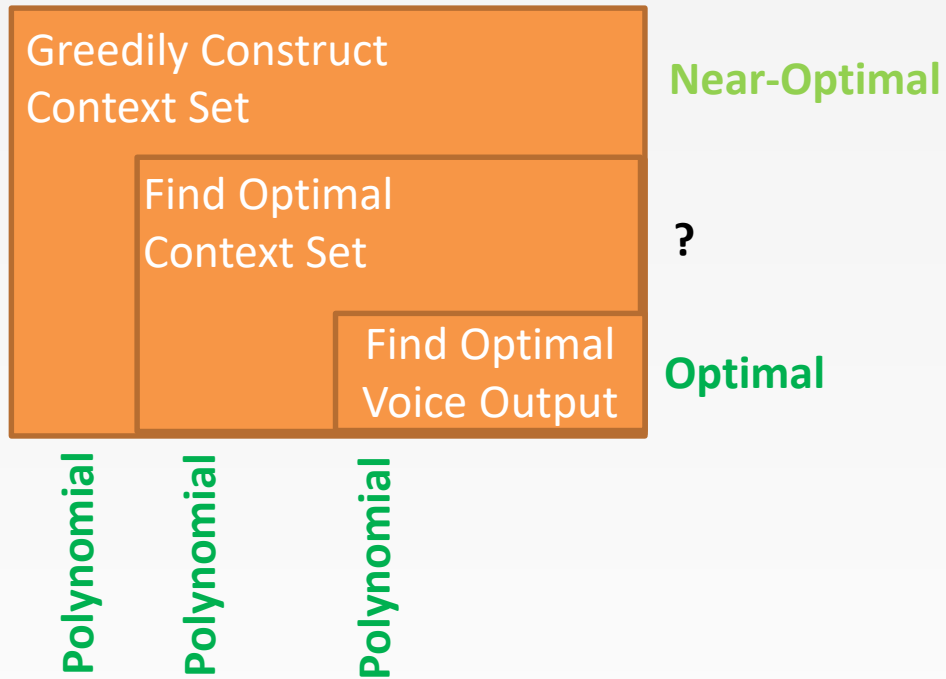 Greedily Construct
Context Set
Near-Optimal
Find Optimal
Context Set
?
Find Optimal
Voice Output
Optimal
Polynomial
Polynomial
Polynomial